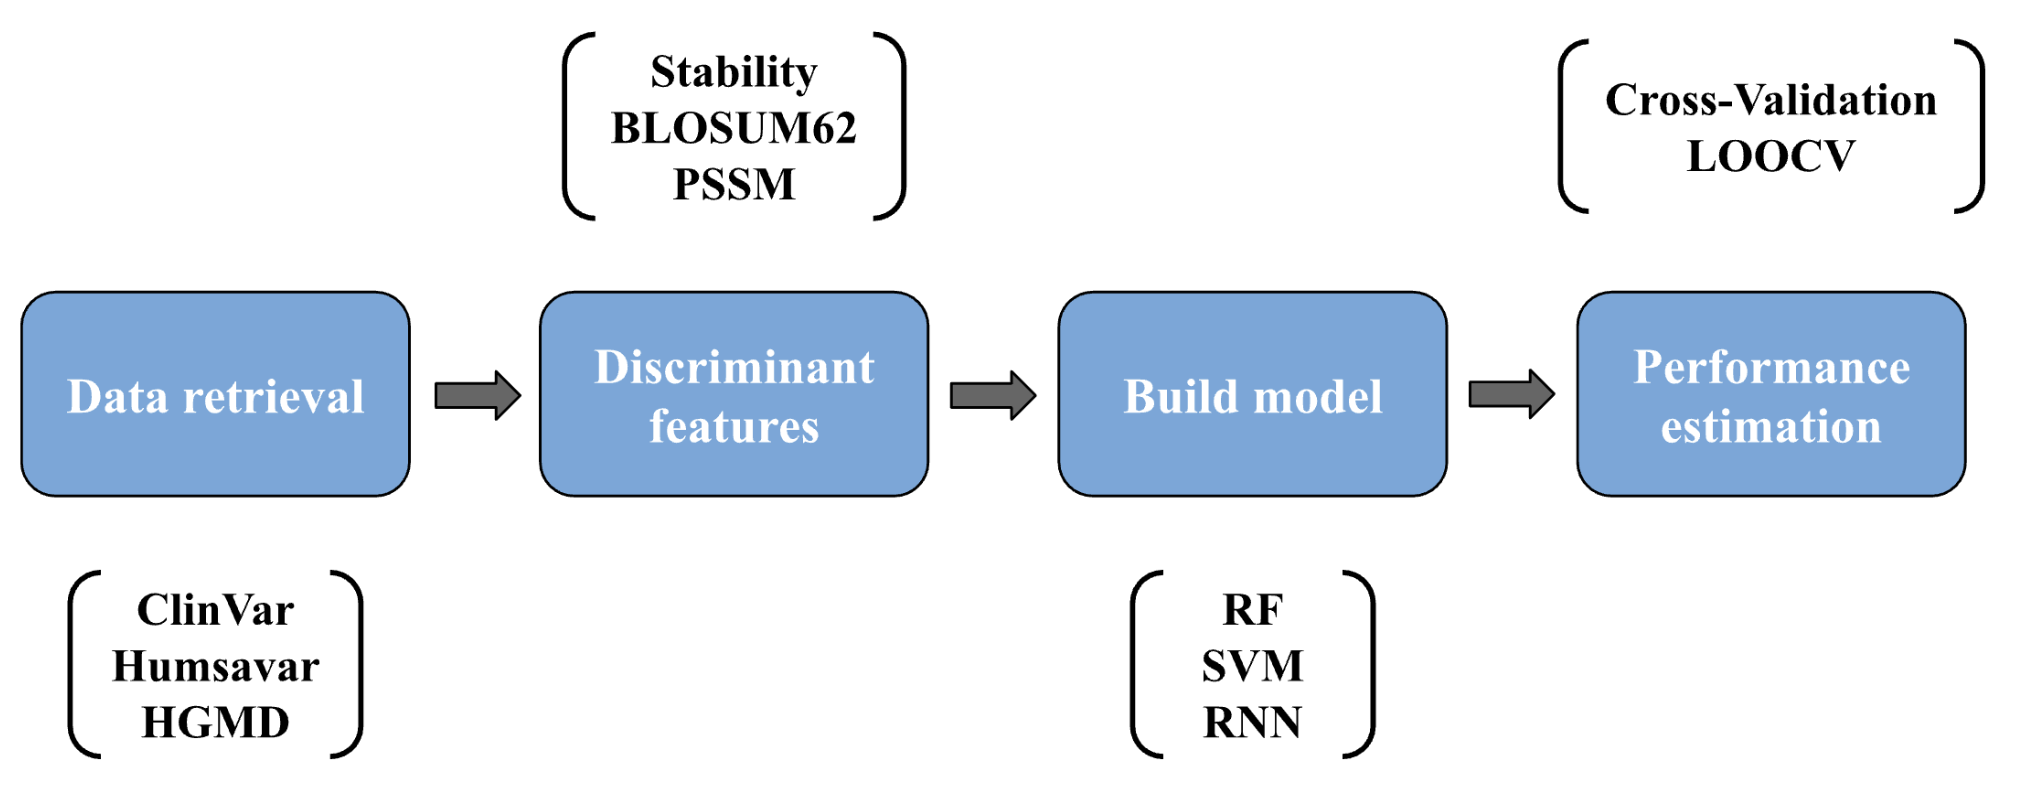 Stability
BLOSUM62
PSSM
Cross-Validation
LOOCV
Data retrieval
Discriminant
features
Build model
Performance
estimation
ClinVar
Humsavar
HGMD
RF
SVM
RNN